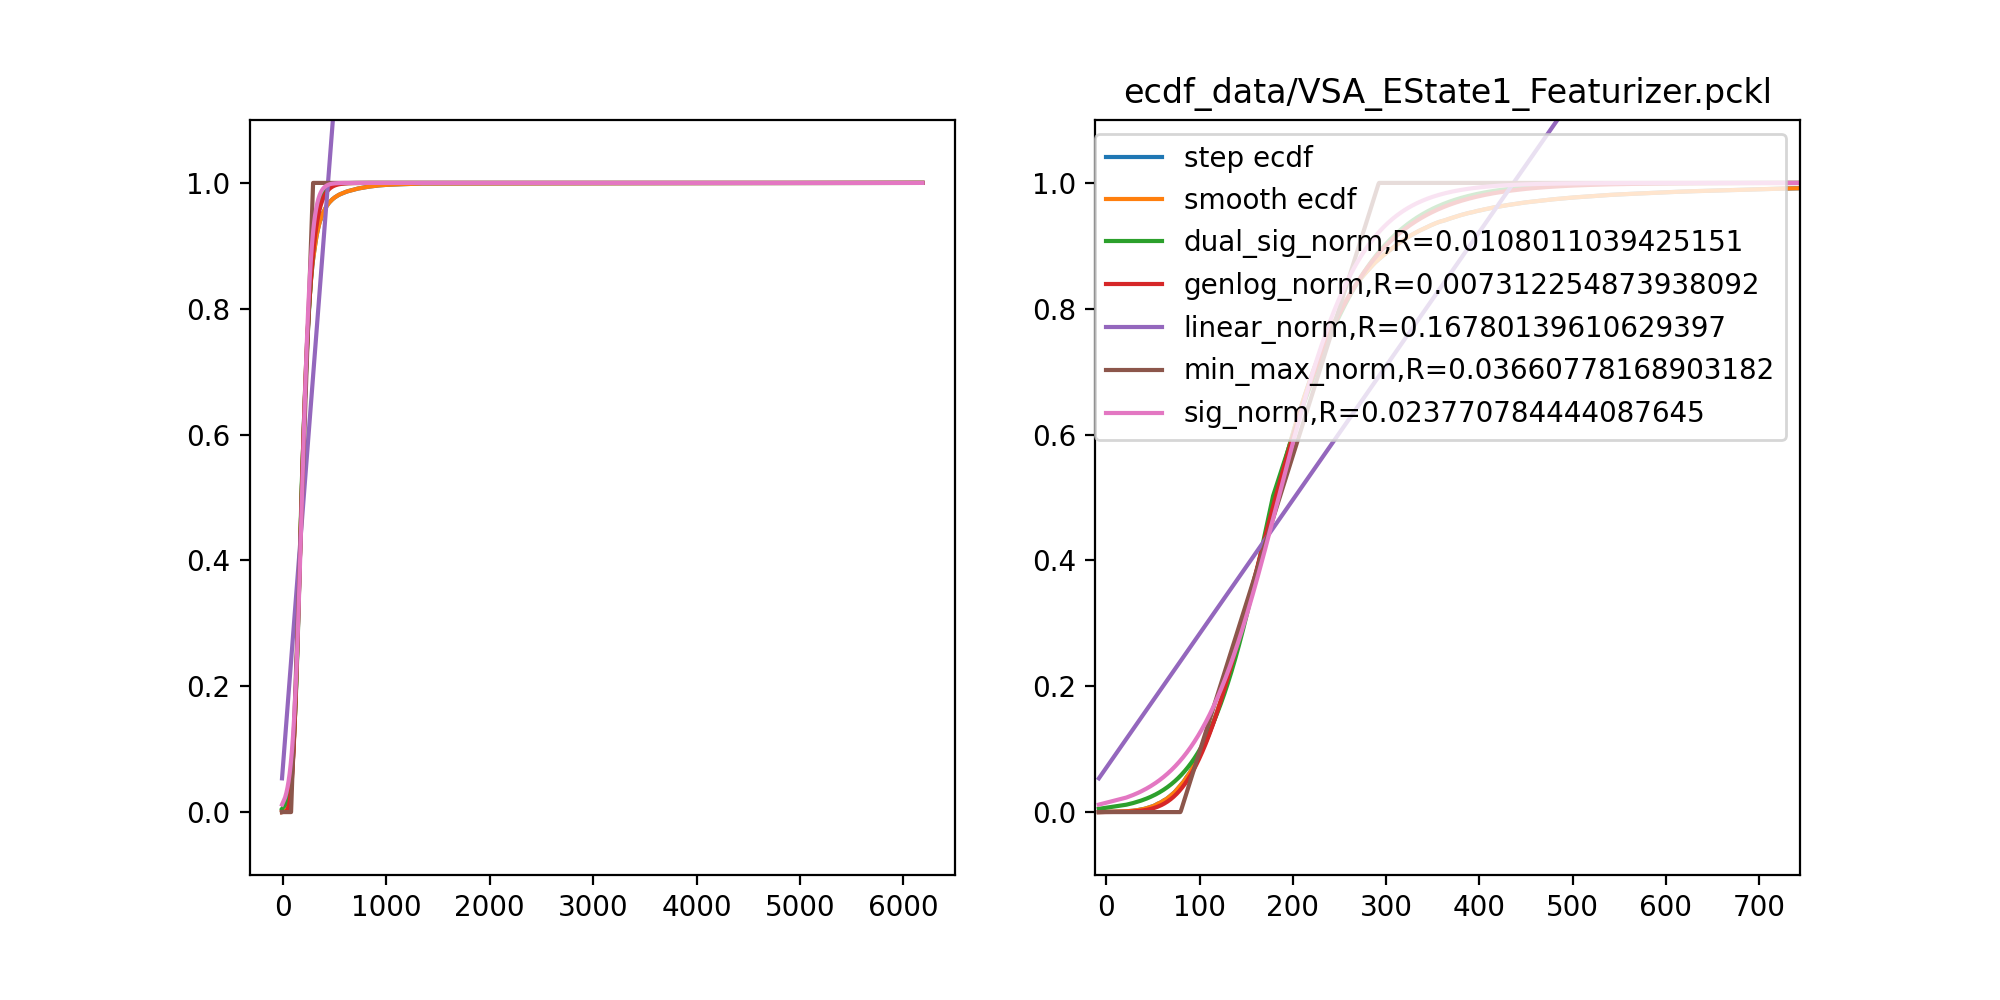 ecdf_data/VSA_EState1_Featurizer.pckl
1.0
0.8
0.6
0.4
0.2
0.0
0 1000 2000 3000 4000 5000 6000
1.0
0.8
0.6
0.4
0.2
0.0
0 100 200 300 400 500 600 700
step ecdf
smooth ecdf
dual_sig_norm,R=0.0108011039425151
genlog_norm,R=0.007312254873938092
linear_norm,R=0.16780139610629397
min_max_norm,R=0.03660778168903182
sig_norm,R=0.023770784444087645